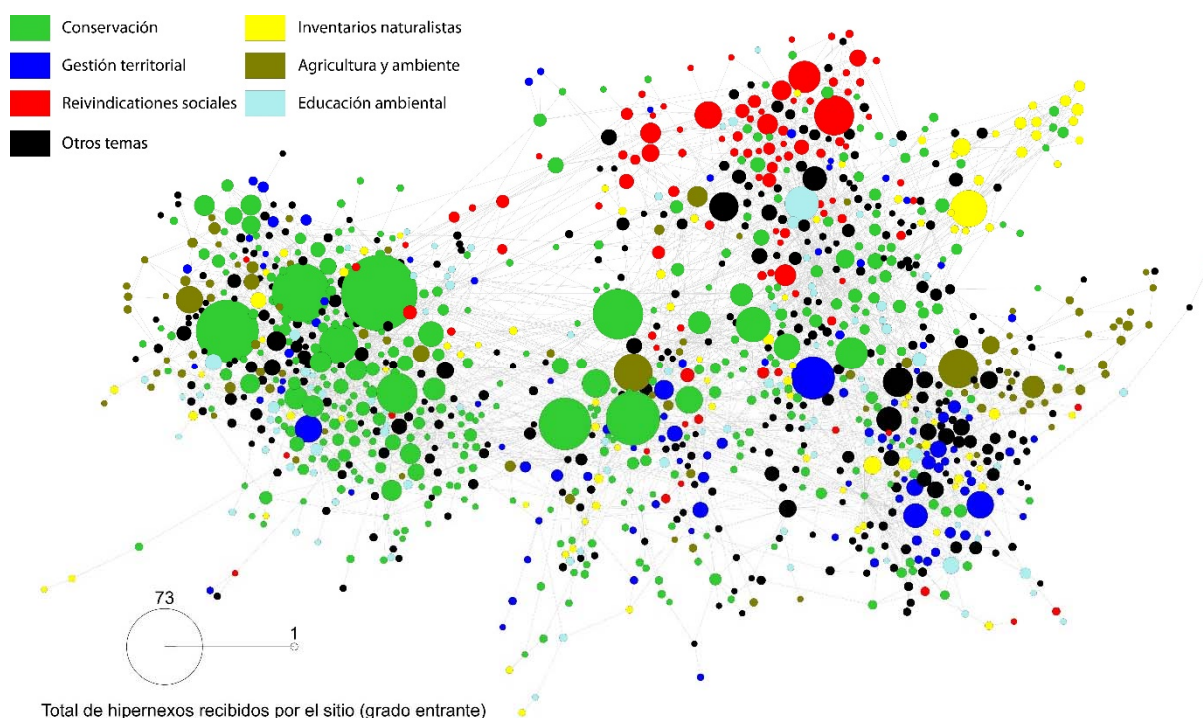 Conservación
Gestión territorial
Reivindicationes sociales
Otros temas
Inventarios naturalistas
Agricultura y ambiente
Educación ambiental
73
1
Total de hipernexos recibidos por el sitio (grado entrante)